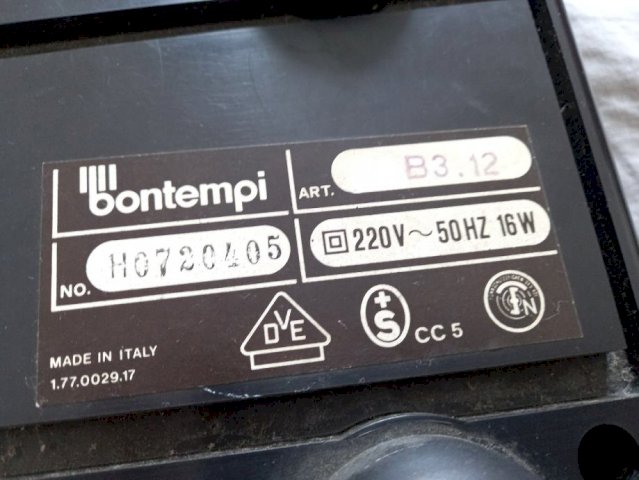 bontempi
ART. B3.12
NO. H0720405
220V ~ 50HZ 16W
DVE
+S
CC 5
IN
MADE IN ITALY
1.77.0029.17